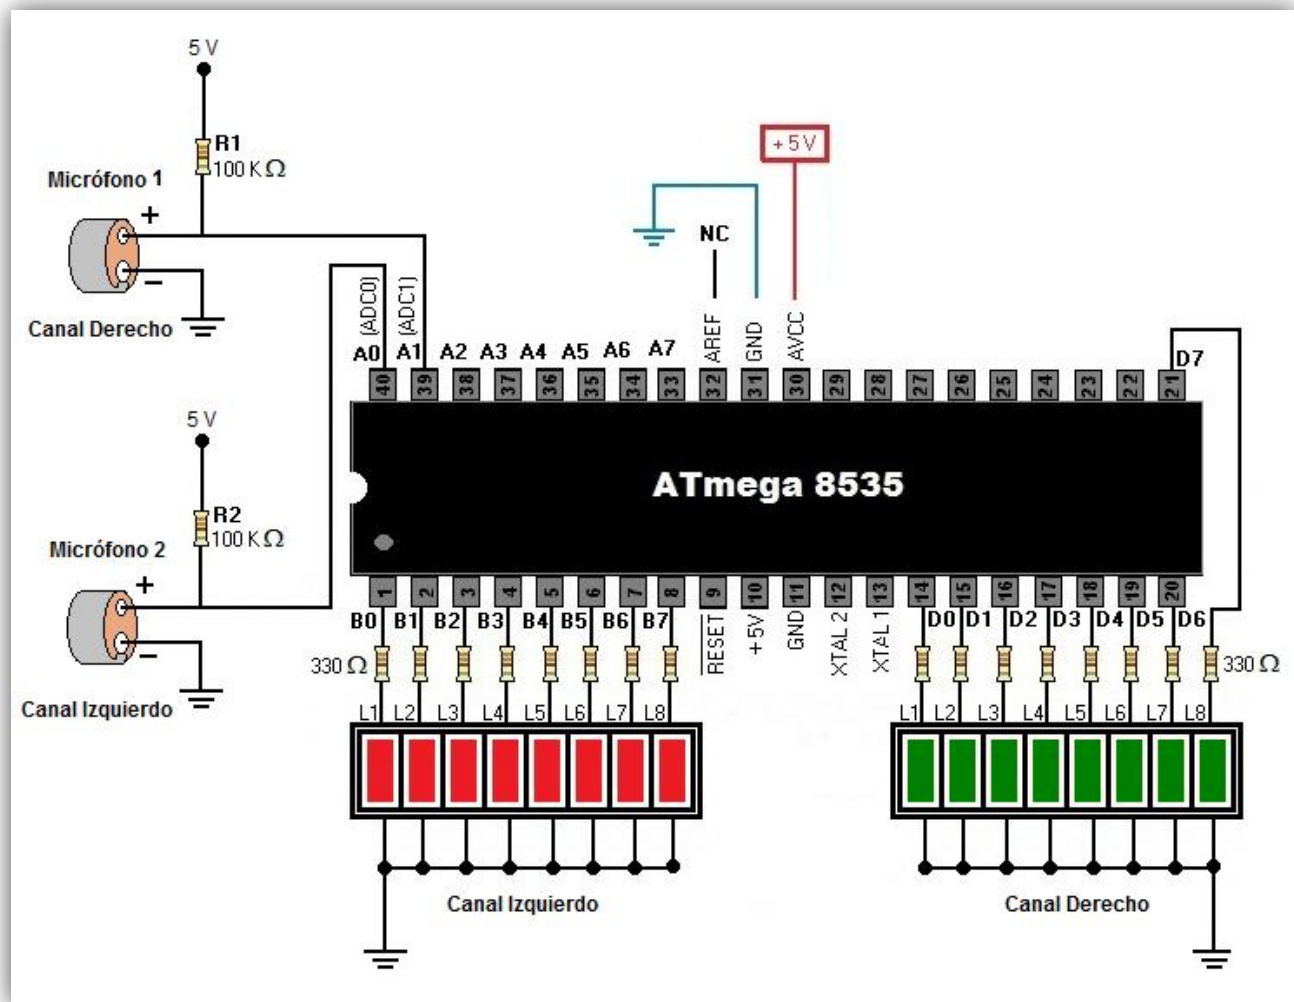 5 V
R1
100 KΩ
Micrófono 1
+
−
Canal Derecho
+5V
NC
(ADC0)
(ADC1)
AREF
GND
AVCC
A0 A1 A2 A3 A4 A5 A6 A7
D7
40 39 38 37 36 35 34 33 32 31 30 29 28 27 26 25 24 23 22 21
5 V
R2
100 KΩ
Micrófono 2
+
−
Canal Izquierdo
ATmega 8535
1 2 3 4 5 6 7 8 9 10 11 12 13 14 15 16 17 18 19 20
B0 B1 B2 B3 B4 B5 B6 B7
RESET
+5V
GND
XTAL 2
XTAL 1
D0 D1 D2 D3 D4 D5 D6
330 Ω
330 Ω
L1 L2 L3 L4 L5 L6 L7 L8
L1 L2 L3 L4 L5 L6 L7 L8
Canal Izquierdo
Canal Derecho